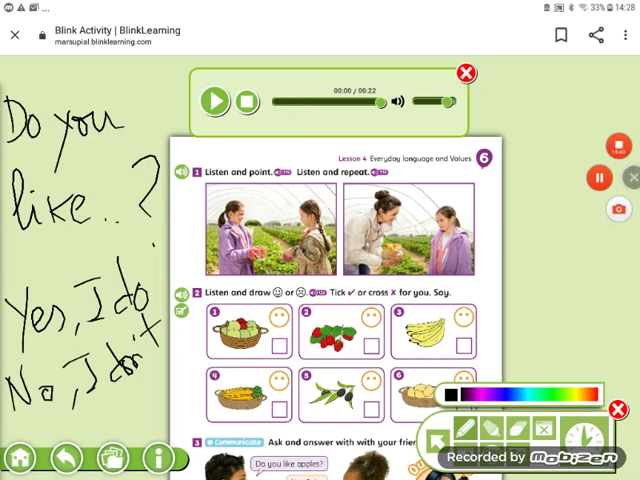 14:28
33%
Blink Activity | BlinkLearning
marsupial.blinklearning.com
00:00 / 00:22
Do you
like..?
Yes, I do
No, I don't
Lesson 4 Everyday language and Values 6
1 Listen and point. Listen and repeat.
2 Listen and draw or . Tick ✔ or cross ✘ for you. Say.
1
2
3
4
5
6
3 Communicate Ask and answer with with your frien
Do you like apples?
Recorded by MOBIZEN